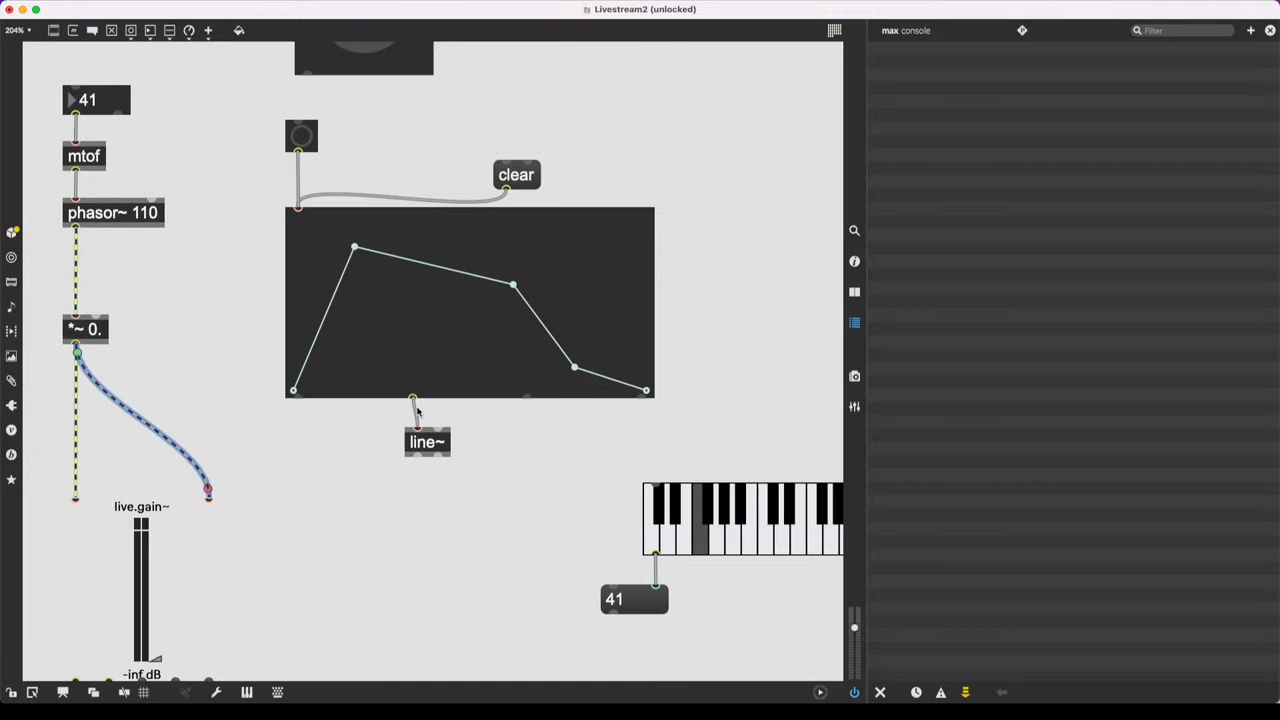 Livestream2 (unlocked)
204%
max console
Filter
41
mtof
clear
phasor~ 110
*~ 0.
line~
live.gain~
41
-inf dB